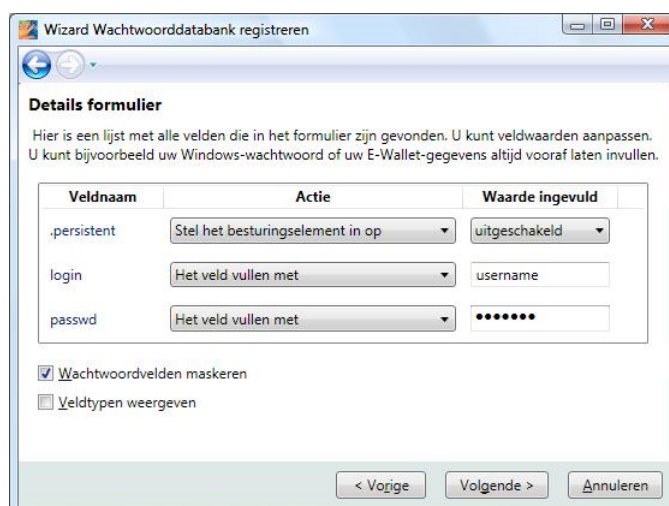 Wizard Wachtwoorddatabank registreren
Details formulier
Hier is een lijst met alle velden die in het formulier zijn gevonden. U kunt veldwaarden aanpassen.
U kunt bijvoorbeeld uw Windows-wachtwoord of uw E-Wallet-gegevens altijd vooraf laten invullen.
Veldnaam Actie Waarde ingevuld
.persistent Stel het besturingselement in op uitgeschakeld
login Het veld vullen met username
passwd Het veld vullen met •••••••
Wachtwoordvelden maskeren
Veldtypen weergeven
< Vorige Volgende > Annuleren